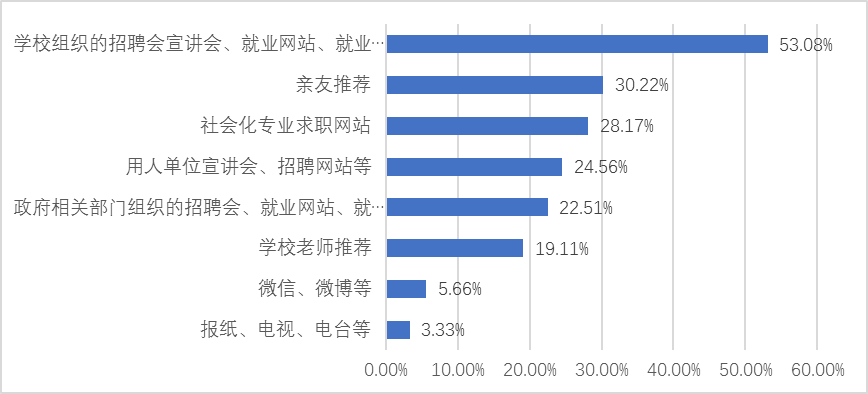 学校组织的招聘会宣讲会、就业网站、就业… 53.08%
亲友推荐 30.22%
社会化专业求职网站 28.17%
用人单位宣讲会、招聘网站等 24.56%
政府相关部门组织的招聘会、就业网站、就… 22.51%
学校老师推荐 19.11%
微信、微博等 5.66%
报纸、电视、电台等 3.33%
0.00% 10.00% 20.00% 30.00% 40.00% 50.00% 60.00%